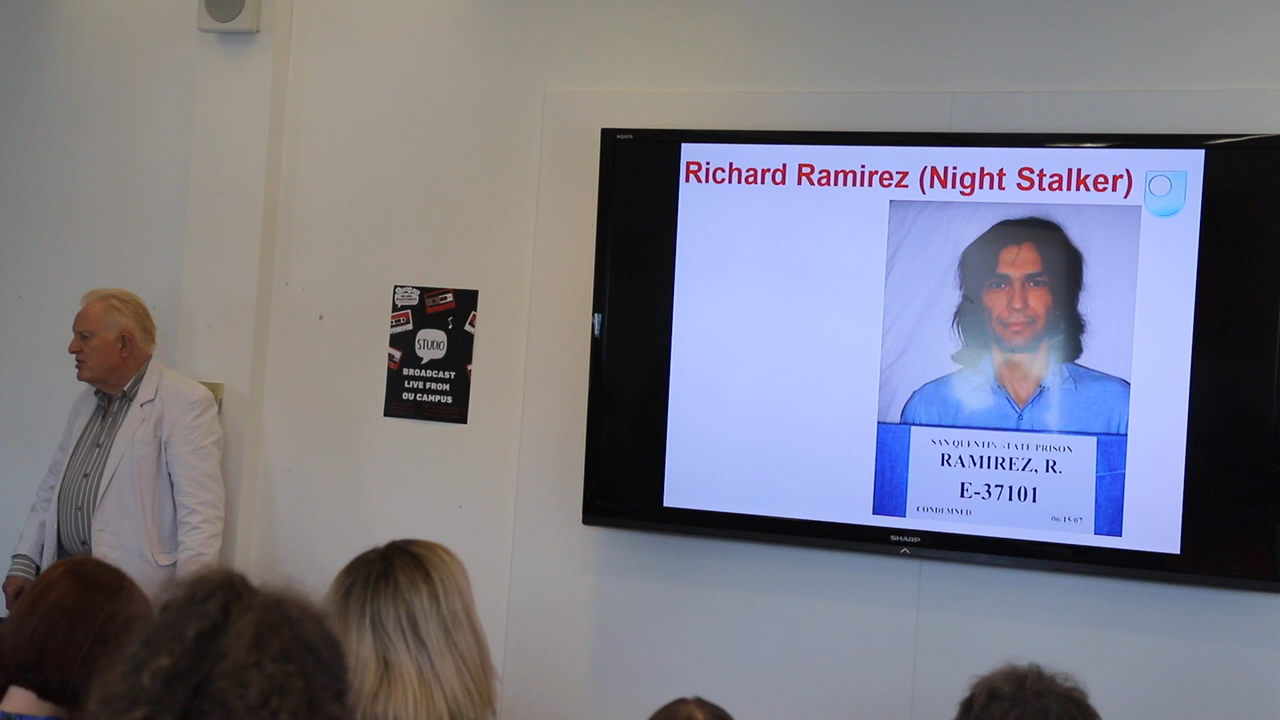 STUDIO
BROADCAST
LIVE FROM
OU CAMPUS
Richard Ramirez (Night Stalker)
SAN QUENTIN STATE PRISON
RAMIREZ, R.
E-37101
CONDEMNED
06/15/07
SHARP